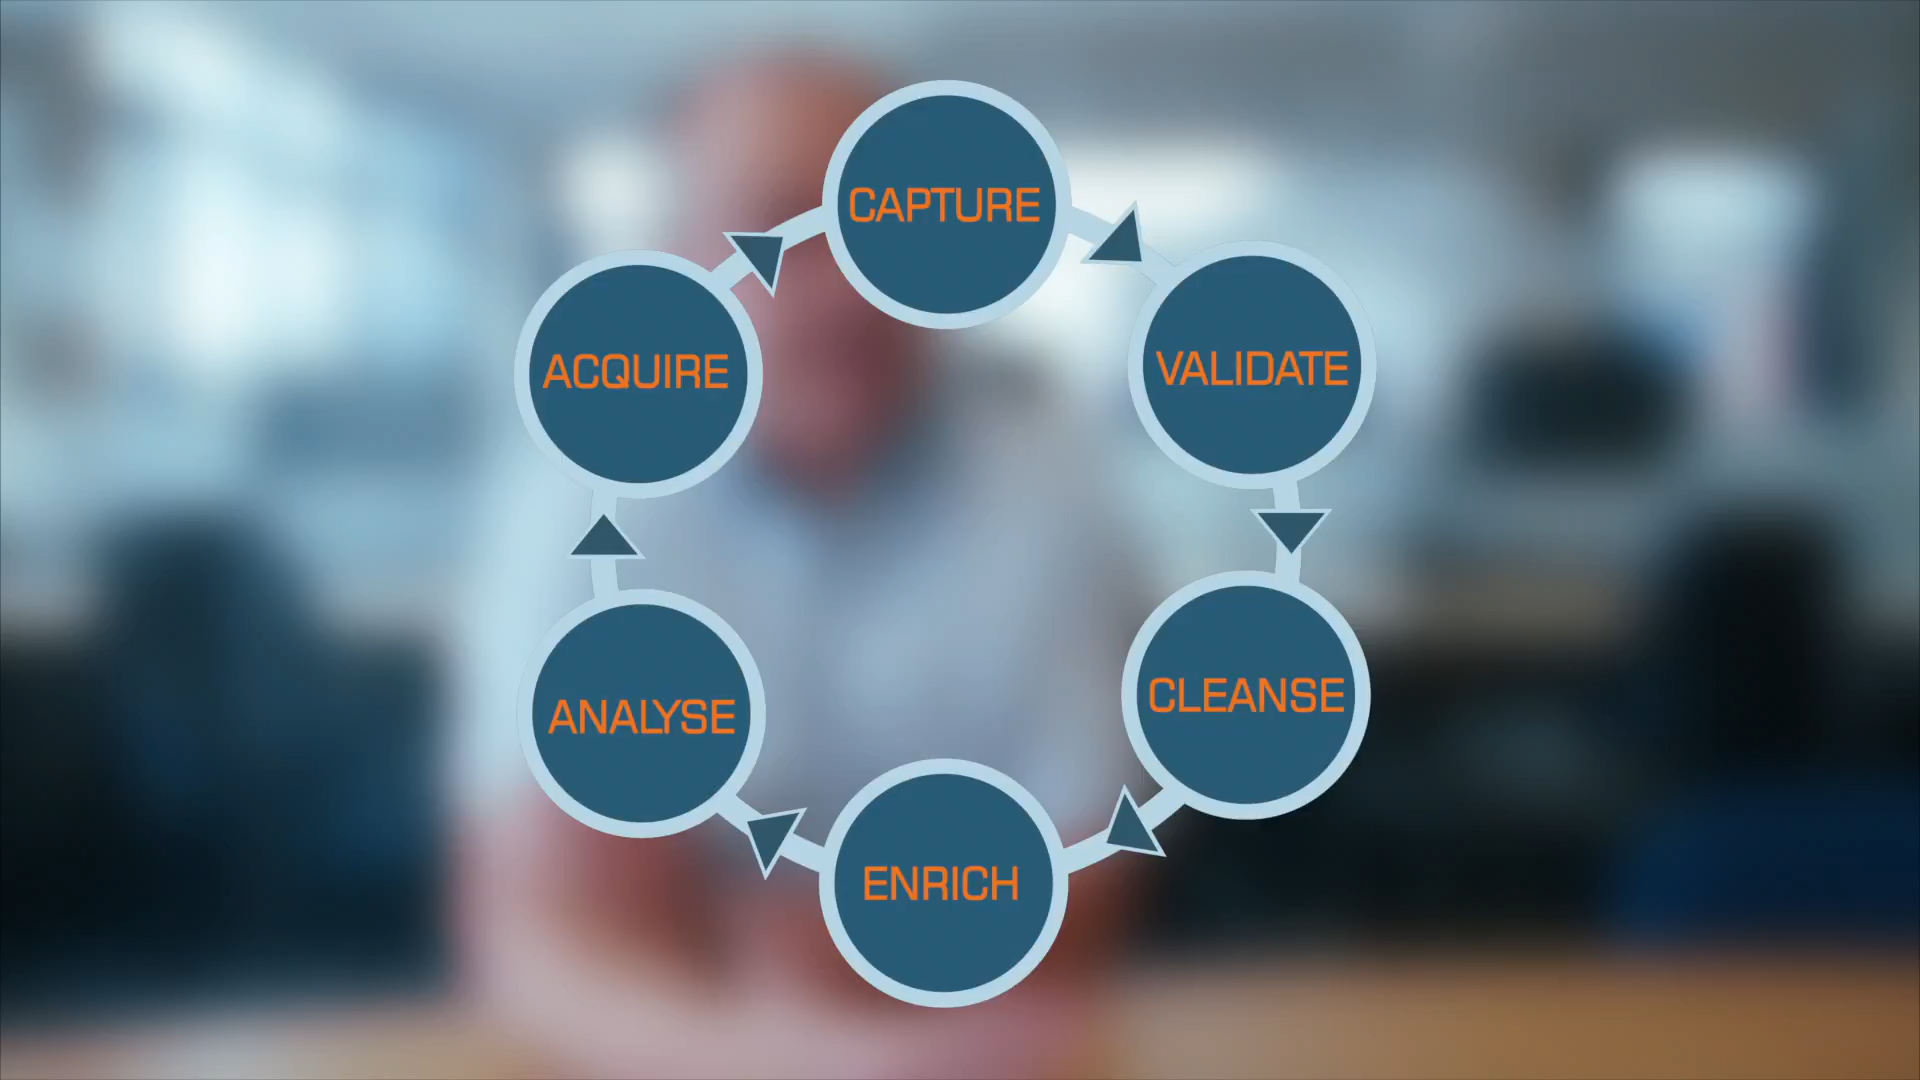 CAPTURE
VALIDATE
CLEANSE
ENRICH
ANALYSE
ACQUIRE